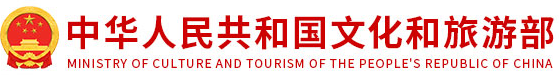 中华人民共和国文化和旅游部
MINISTRY OF CULTURE AND TOURISM OF THE PEOPLE'S REPUBLIC OF CHINA